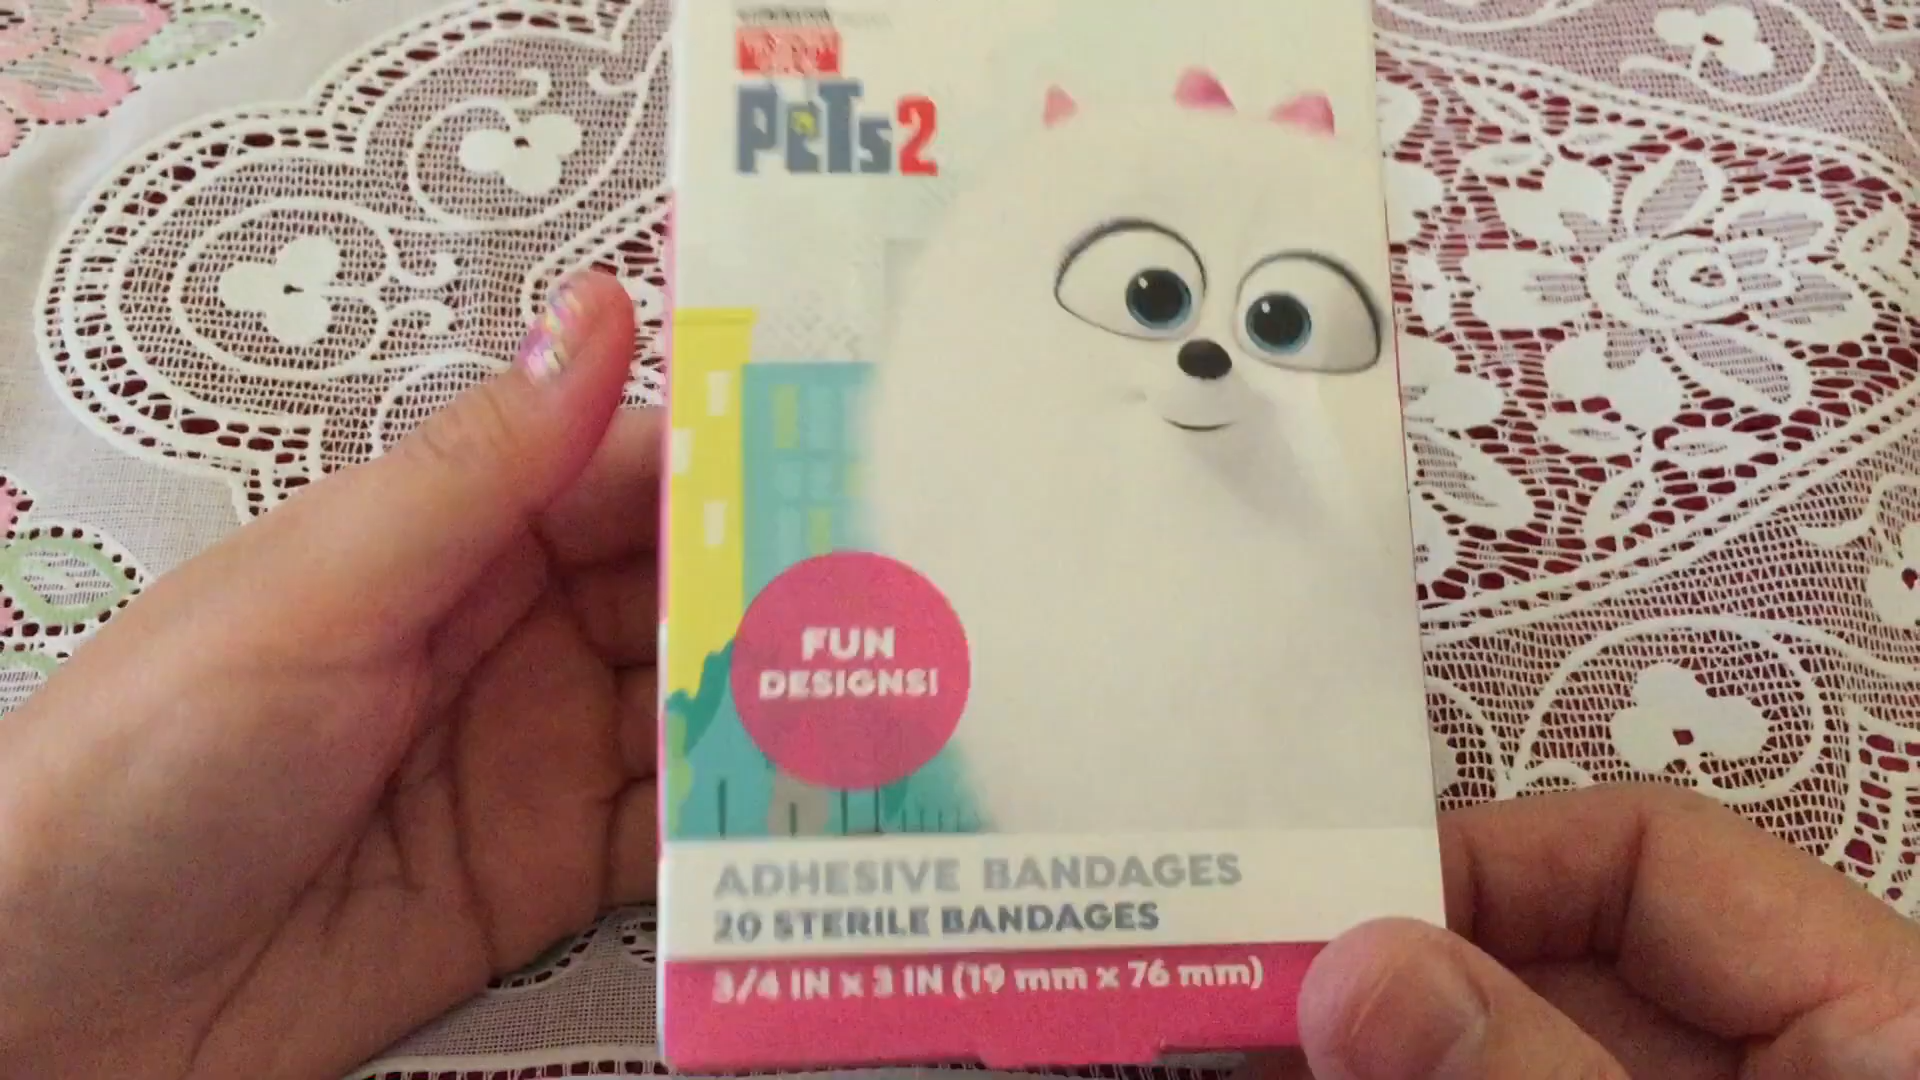 PETS 2
FUN
DESIGNS!
ADHESIVE BANDAGES
20 STERILE BANDAGES
3/4 IN x 3 IN (19 mm x 76 mm)